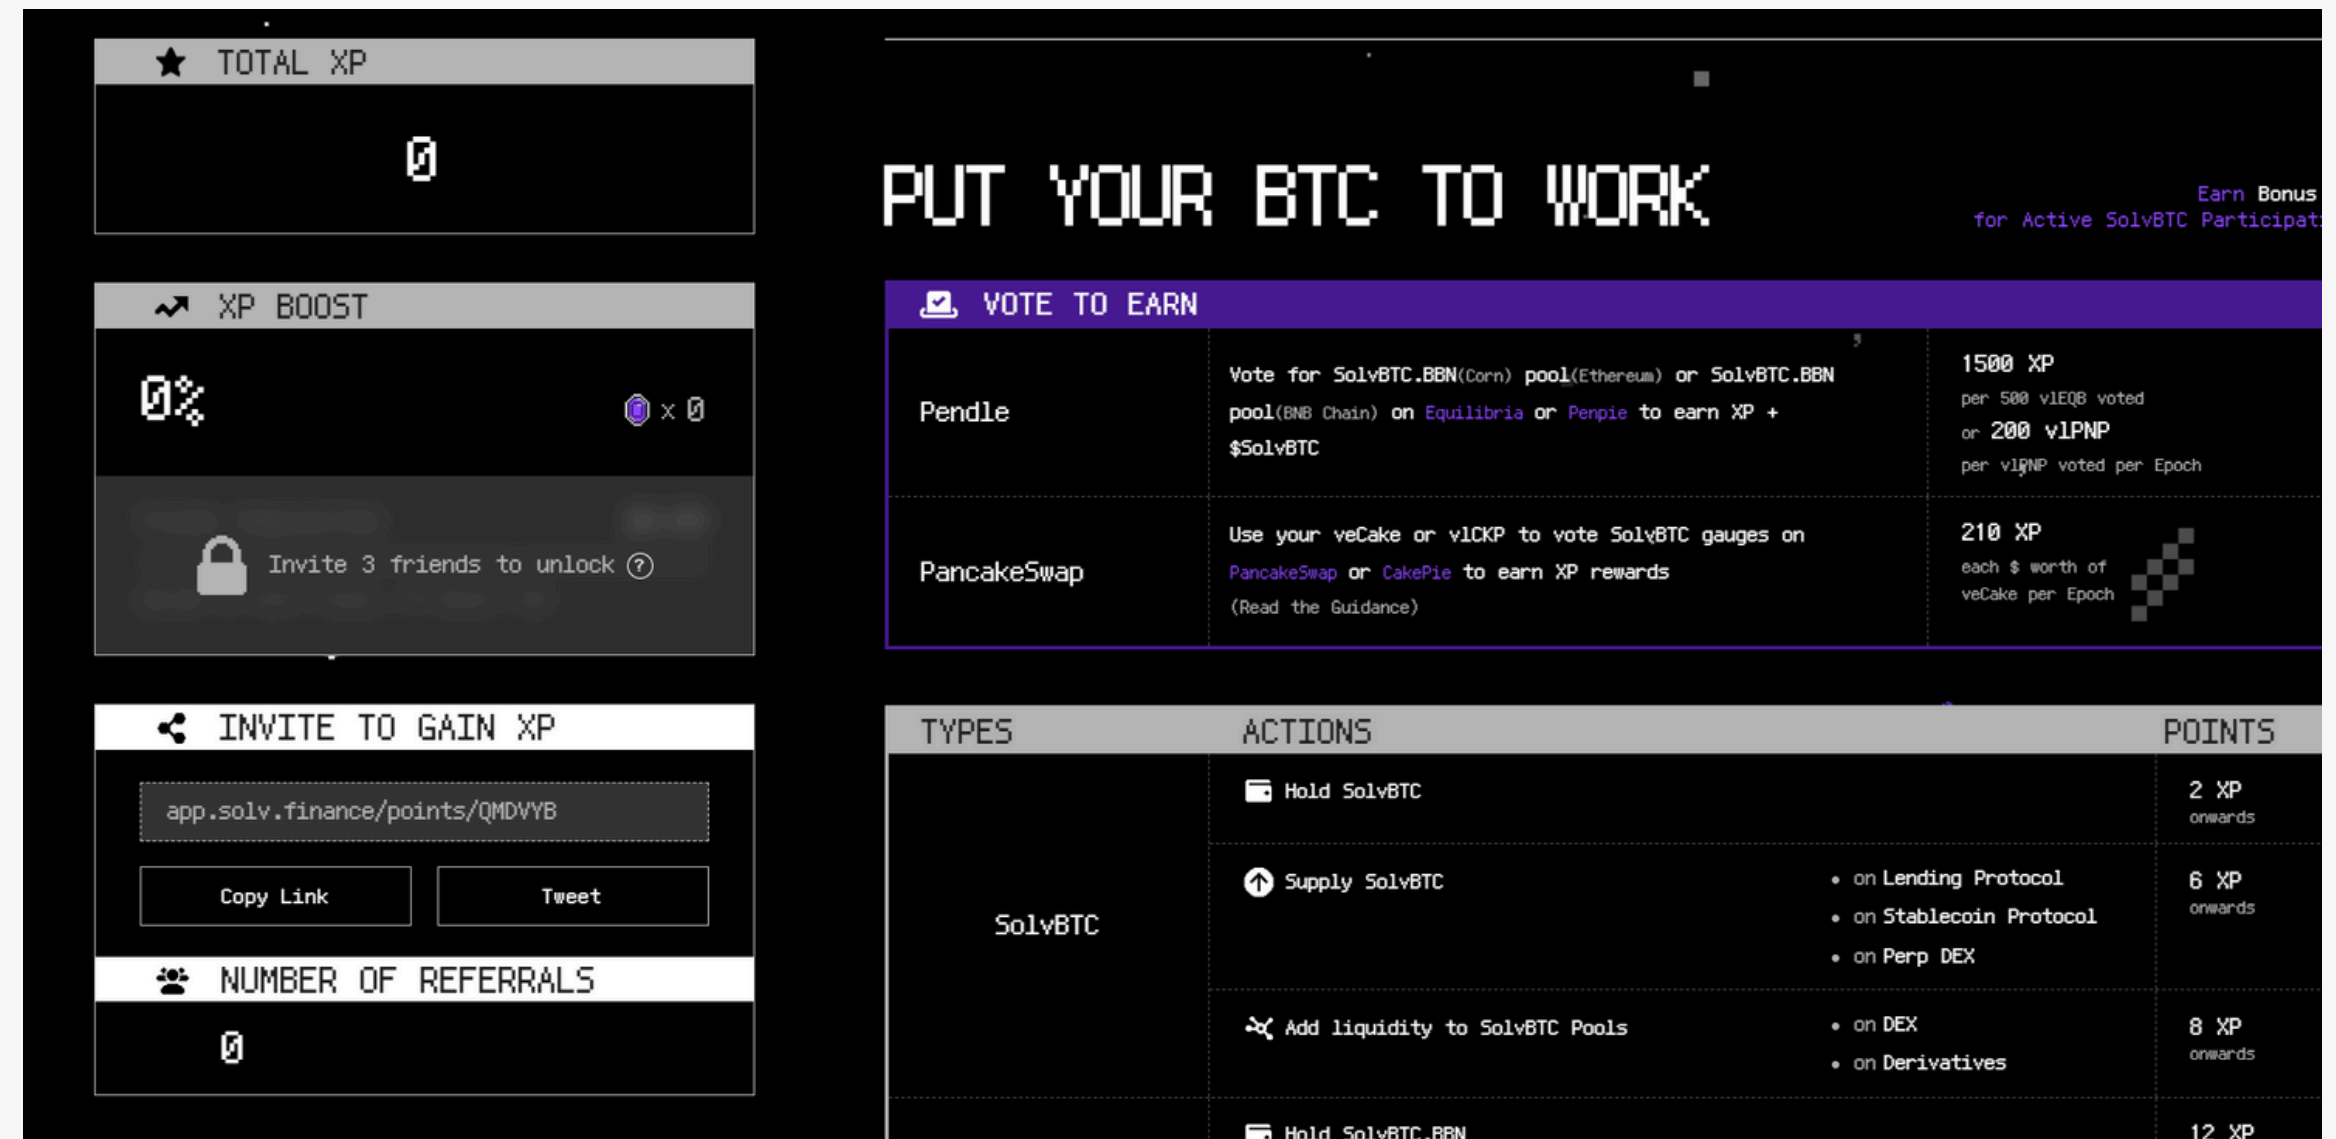 TOTAL XP
0
XP BOOST
0%
x 0
Invite 3 friends to unlock ?
INVITE TO GAIN XP
app.solv.finance/points/QMDVYB
Copy Link
Tweet
NUMBER OF REFERRALS
0
PUT YOUR BTC TO WORK
Earn Bonus
for Active SolvBTC Participat
VOTE TO EARN
Pendle
Vote for SolvBTC.BBN(Corn) pool(Ethereum) or SolvBTC.BBN
pool(BNB Chain) on Equilibria or Penpie to earn XP +
$SolvBTC
1500 XP
per 500 vlEQB voted
or 200 vlPNP
per vlPNP voted per Epoch
PancakeSwap
Use your veCake or vlCKP to vote SolvBTC gauges on
PancakeSwap or CakePie to earn XP rewards
(Read the Guidance)
210 XP
each $ worth of
veCake per Epoch
TYPES
ACTIONS
POINTS
SolvBTC
Hold SolvBTC
2 XP
onwards
Supply SolvBTC
• on Lending Protocol
• on Stablecoin Protocol
• on Perp DEX
6 XP
onwards
Add liquidity to SolvBTC Pools
• on DEX
• on Derivatives
8 XP
onwards
Hold SolvBTC.BBN
12 XP